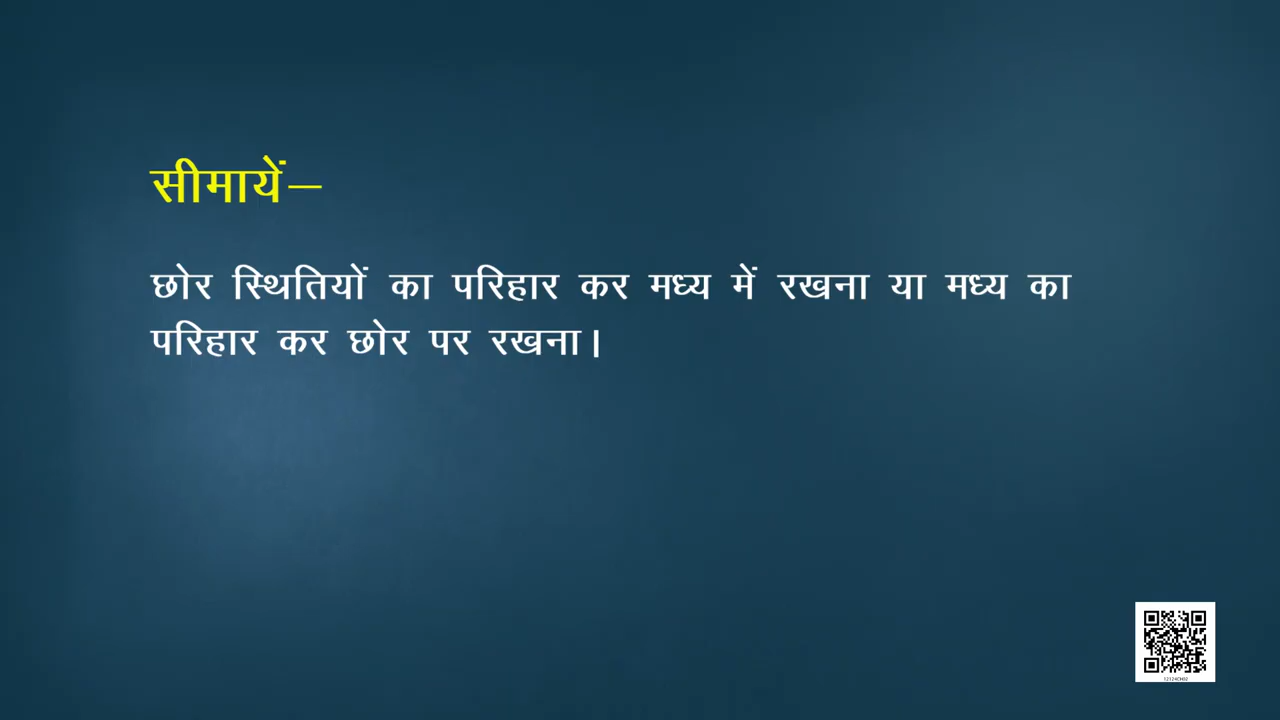 सीमायें–
छोर स्थितियों का परिहार कर मध्य में रखना या मध्य का
परिहार कर छोर पर रखना।